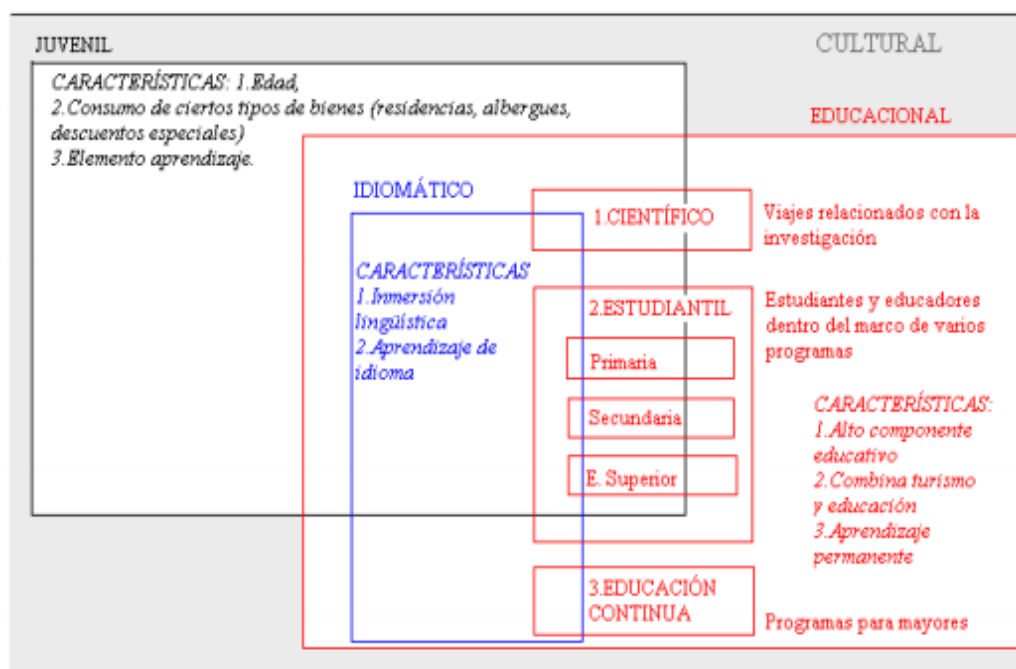 JUVENIL
CULTURAL
CARACTERÍSTICAS: 1.Edad,
2.Consumo de ciertos tipos de bienes (residencias, albergues,
descuentos especiales)
3.Elemento aprendizaje.
EDUCACIONAL
IDIOMÁTICO
CARACTERÍSTICAS
1.Inmersión
lingüística
2.Aprendizaje de
idioma
1.CIENTÍFICO
Viajes relacionados con la
investigación
2.ESTUDIANTIL
Primaria
Secundaria
E. Superior
Estudiantes y educadores
dentro del marco de varios
programas
CARACTERÍSTICAS:
1.Alto componente
educativo
2.Combina turismo
y educación
3.Aprendizaje
permanente
3.EDUCACIÓN
CONTINUA
Programas para mayores